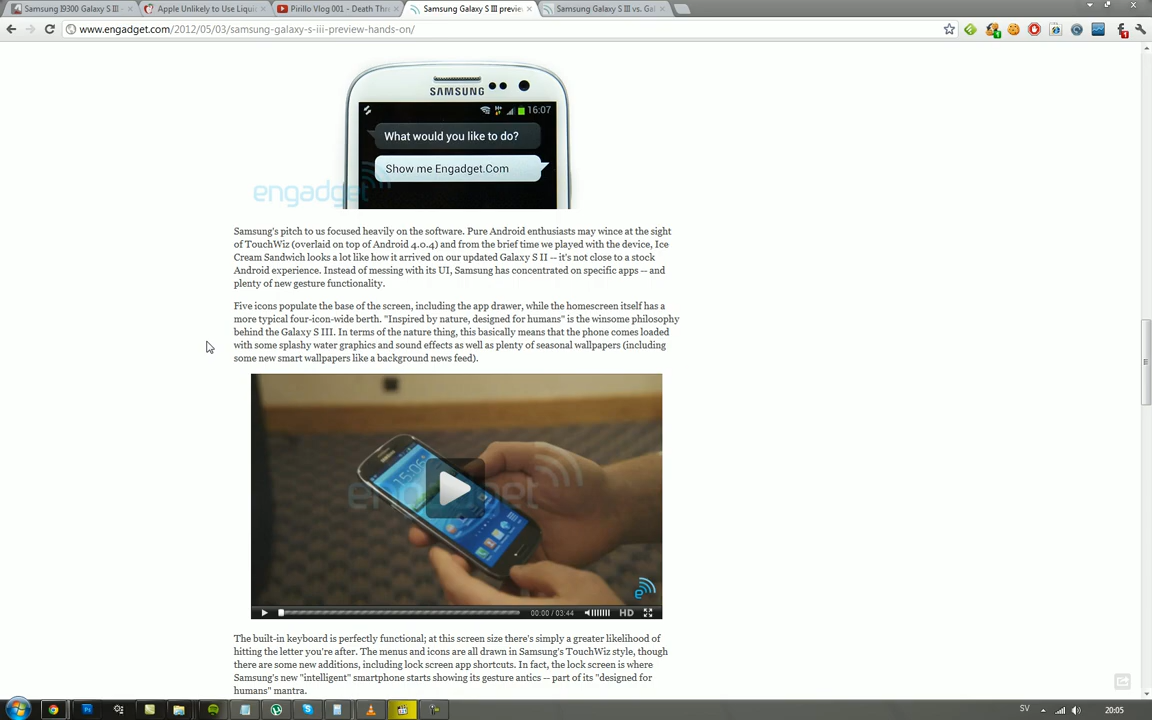 Samsung I9300 Galaxy S III -
Apple Unlikely to Use Liquid
Pirillo Vlog 001 - Death Thre
Samsung Galaxy S III previe
Samsung Galaxy S III vs. Gal
www.engadget.com/2012/05/03/samsung-galaxy-s-iii-preview-hands-on/
SAMSUNG
16:07
What would you like to do?
Show me Engadget.Com
engadget
Samsung's pitch to us focused heavily on the software. Pure Android enthusiasts may wince at the sight
of TouchWiz (overlaid on top of Android 4.0.4) and from the brief time we played with the device, Ice
Cream Sandwich looks a lot like how it arrived on our updated Galaxy S II -- it's not close to a stock
Android experience. Instead of messing with its UI, Samsung has concentrated on specific apps -- and
plenty of new gesture functionality.
Five icons populate the base of the screen, including the app drawer, while the homescreen itself has a
more typical four-icon-wide berth. "Inspired by nature, designed for humans" is the winsome philosophy
behind the Galaxy S III. In terms of the nature thing, this basically means that the phone comes loaded
with some splashy water graphics and sound effects as well as plenty of seasonal wallpapers (including
some new smart wallpapers like a background news feed).
15:06
engadget
00:00 / 03:44
HD
The built-in keyboard is perfectly functional; at this screen size there's simply a greater likelihood of
hitting the letter you're after. The menus and icons are all drawn in Samsung's TouchWiz style, though
there are some new additions, including lock screen app shortcuts. In fact, the lock screen is where
Samsung's new "intelligent" smartphone starts showing its gesture antics -- part of its "designed for
humans" mantra.
SV
20:05